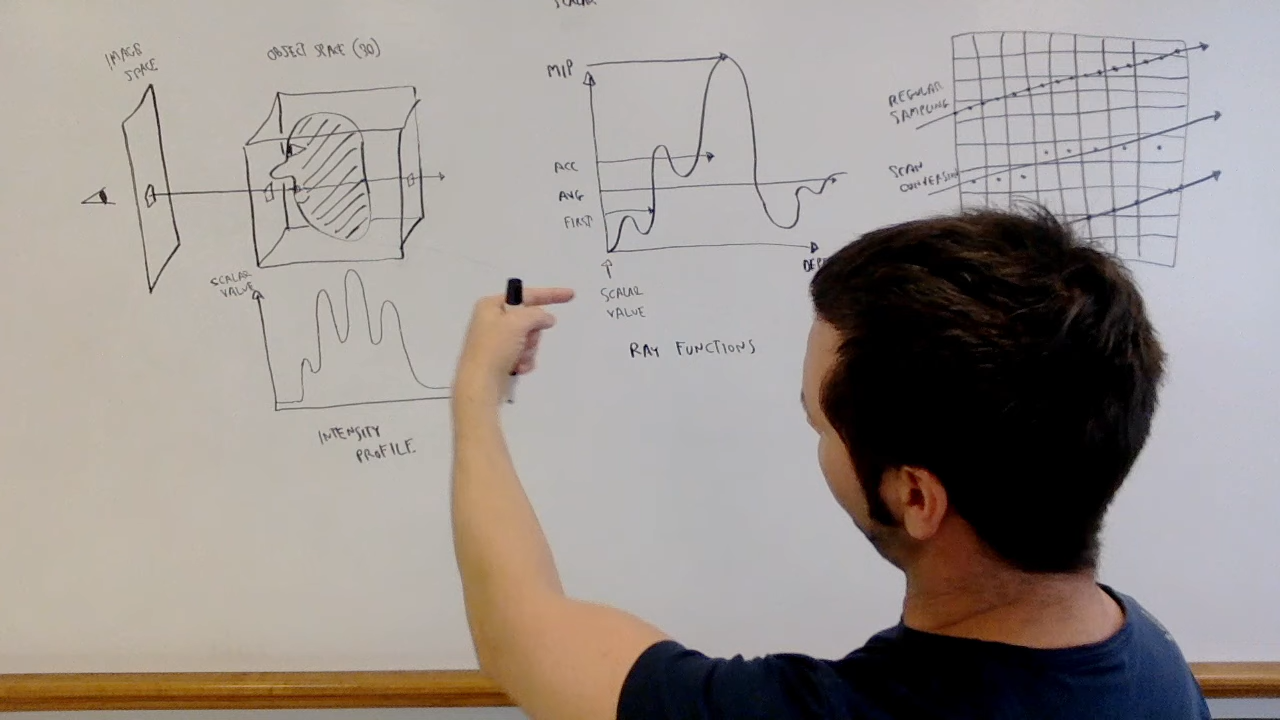 SCALAR
IMAGE
SPACE
OBJECT SPACE (3D)
SCALAR
VALUE
INTENSITY
PROFILE
MIP
ACC
AVG
FIRST
SCALAR
VALUE
RAY FUNCTIONS
REGULAR
SAMPLING
SCAN
CONVERSION